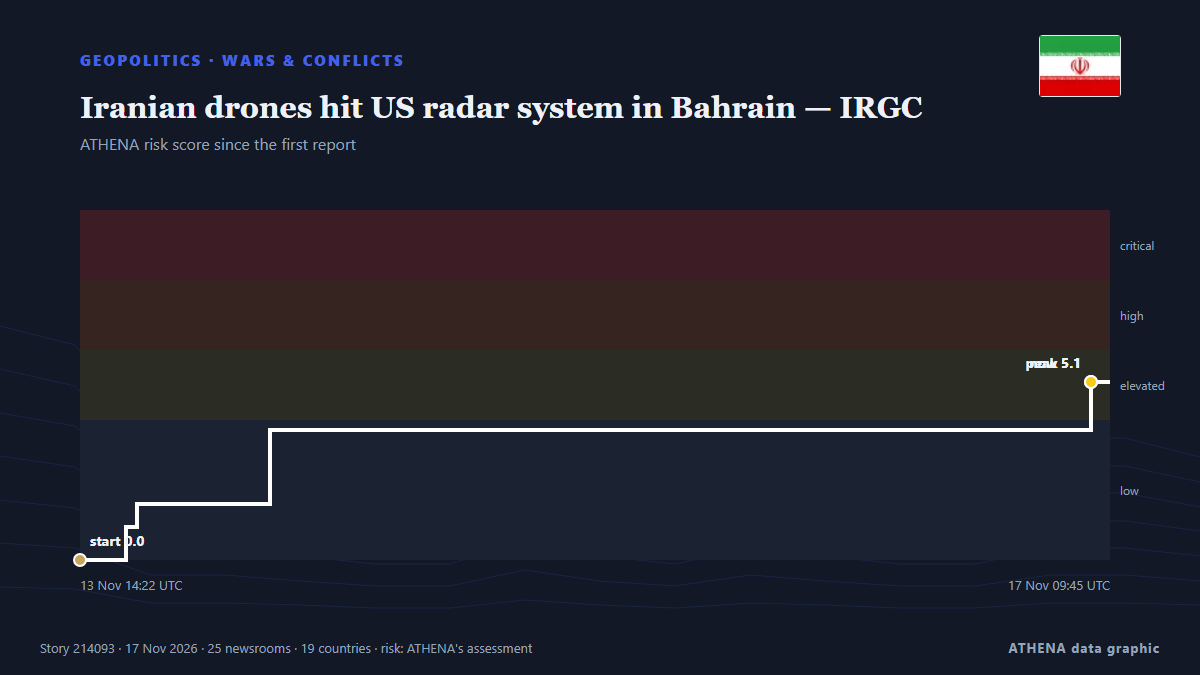 GEOPOLITICS · WARS & CONFLICTS
Iranian drones hit US radar system in Bahrain — IRGC
ATHENA risk score since the first report
critical
high
peak 5.1
elevated
low
start 0.0
13 Nov 14:22 UTC
17 Nov 09:45 UTC
Story 214093 · 17 Nov 2026 · 25 newsrooms · 19 countries · risk: ATHENA's assessment
ATHENA data graphic